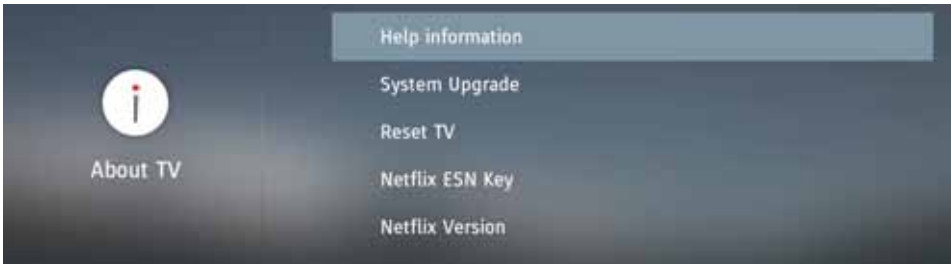 Help information
System Upgrade
Reset TV
About TV
Netflix ESN Key
Netflix Version